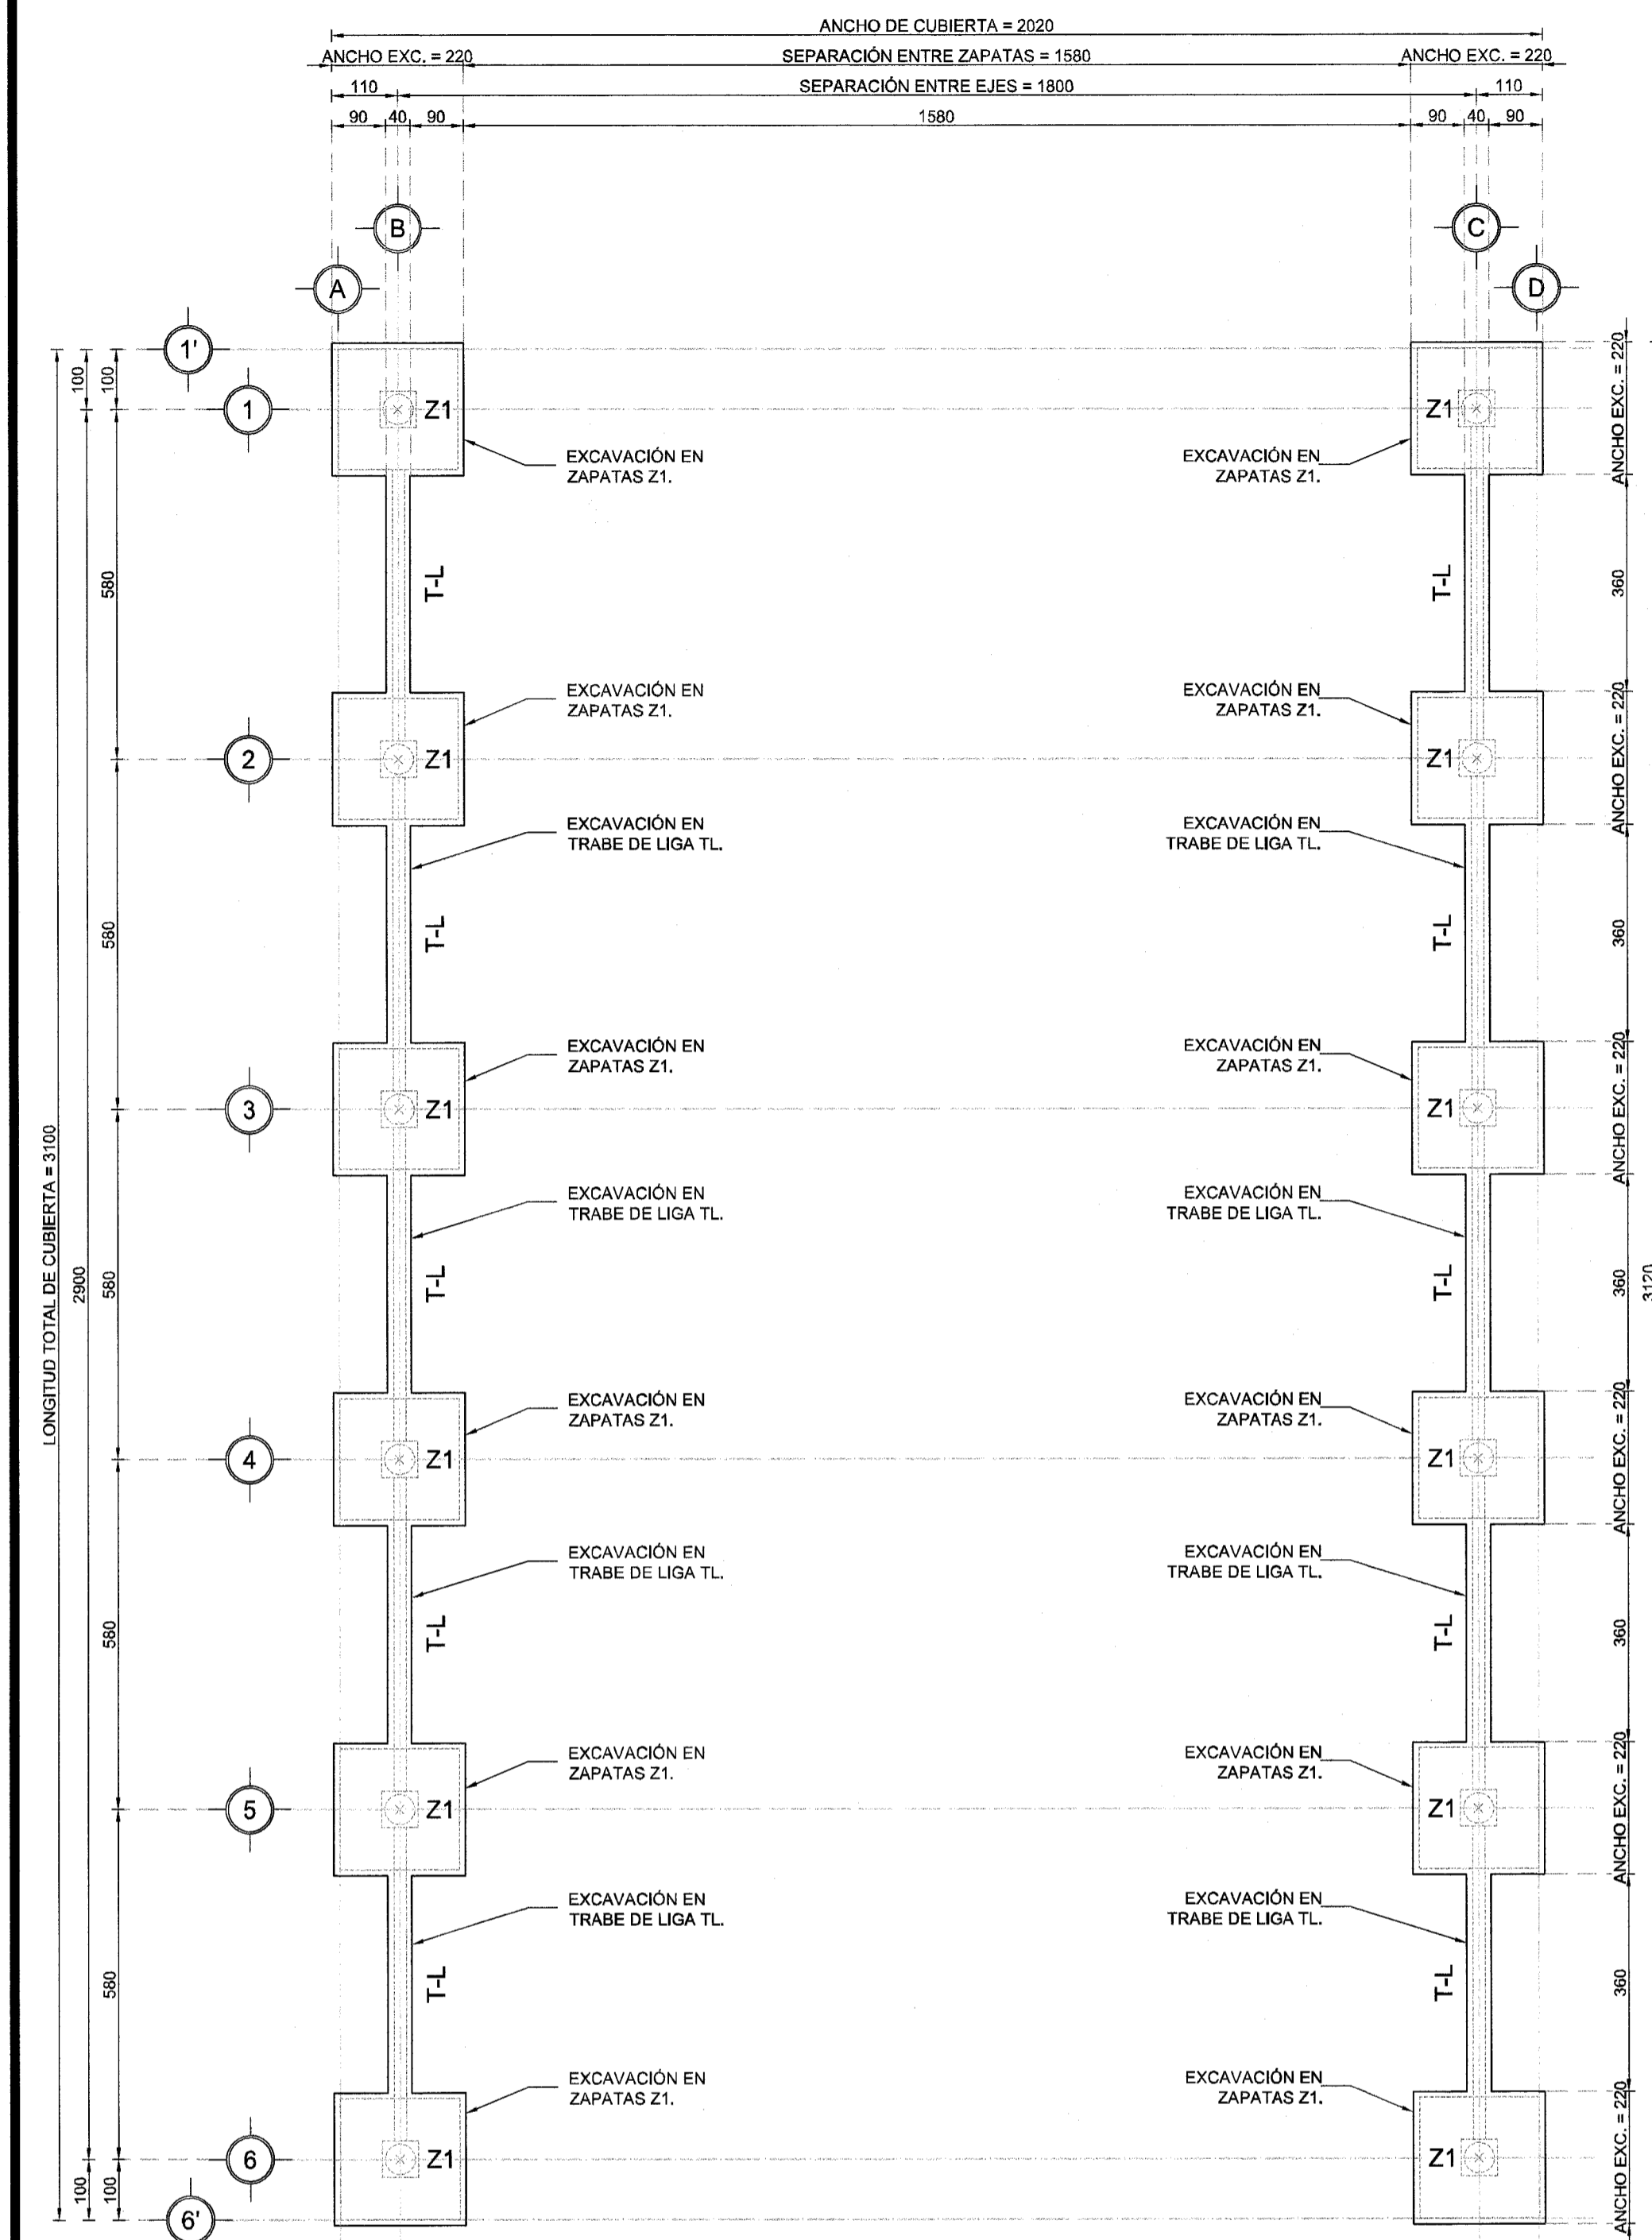 ANCHO DE CUBIERTA = 2020
ANCHO EXC. = 220 SEPARACIÓN ENTRE ZAPATAS = 1580 ANCHO EXC. = 220
110 SEPARACIÓN ENTRE EJES = 1800 110
90 40 90 1580 90 40 90
B C
A D
1'
100 100 ANCHO EXC. = 220
1 Z1 Z1
EXCAVACIÓN EN EXCAVACIÓN EN
ZAPATAS Z1. ZAPATAS Z1.
580 T-L T-L 360
EXCAVACIÓN EN EXCAVACIÓN EN
ZAPATAS Z1. ZAPATAS Z1.
2 Z1 Z1 ANCHO EXC. = 220
EXCAVACIÓN EN EXCAVACIÓN EN
TRABE DE LIGA TL. TRABE DE LIGA TL.
580 T-L T-L 360
EXCAVACIÓN EN EXCAVACIÓN EN
ZAPATAS Z1. ZAPATAS Z1.
3 Z1 Z1 ANCHO EXC. = 220
EXCAVACIÓN EN EXCAVACIÓN EN
TRABE DE LIGA TL. TRABE DE LIGA TL.
LONGITUD TOTAL DE CUBIERTA = 3100
2900 580 T-L T-L 360 3120
EXCAVACIÓN EN EXCAVACIÓN EN
ZAPATAS Z1. ZAPATAS Z1.
4 Z1 Z1 ANCHO EXC. = 220
EXCAVACIÓN EN EXCAVACIÓN EN
TRABE DE LIGA TL. TRABE DE LIGA TL.
580 T-L T-L 360
EXCAVACIÓN EN EXCAVACIÓN EN
ZAPATAS Z1. ZAPATAS Z1.
5 Z1 Z1 ANCHO EXC. = 220
EXCAVACIÓN EN EXCAVACIÓN EN
TRABE DE LIGA TL. TRABE DE LIGA TL.
580 T-L T-L 360
EXCAVACIÓN EN EXCAVACIÓN EN
ZAPATAS Z1. ZAPATAS Z1.
6 Z1 Z1 ANCHO EXC. = 220
100 100
6'